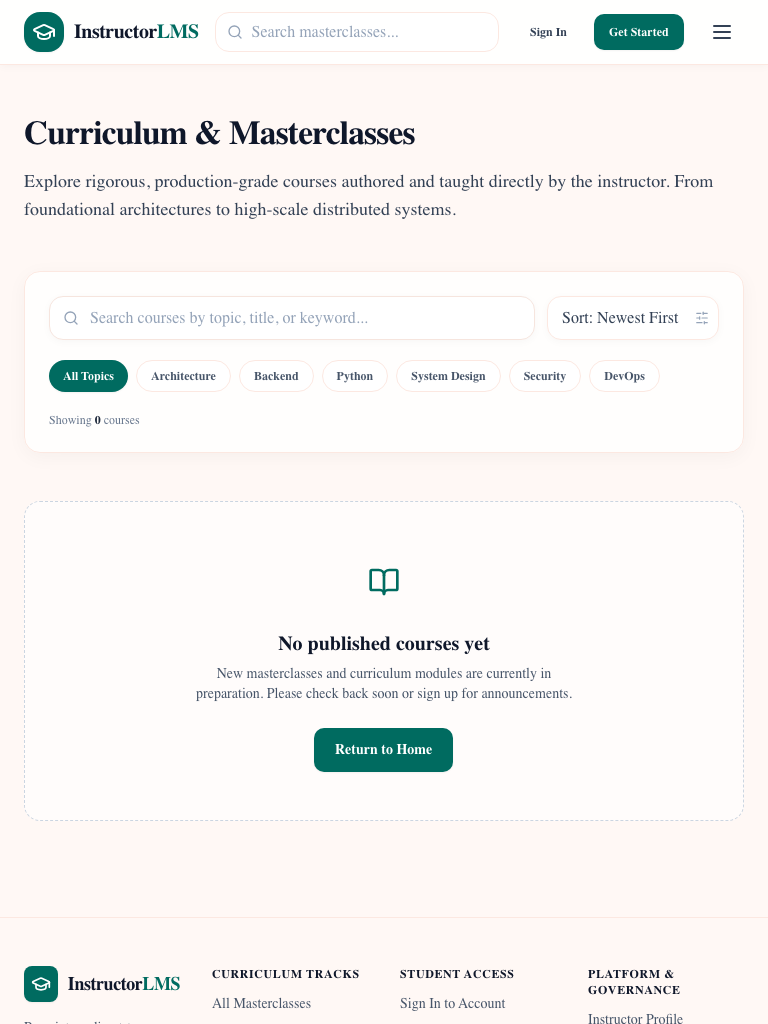 InstructorLMS
Search masterclasses...
Sign In
Get Started
Curriculum & Masterclasses
Explore rigorous, production-grade courses authored and taught directly by the instructor. From
foundational architectures to high-scale distributed systems.
Search courses by topic, title, or keyword...
Sort: Newest First
All Topics
Architecture
Backend
Python
System Design
Security
DevOps
Showing 0 courses
No published courses yet
New masterclasses and curriculum modules are currently in
preparation. Please check back soon or sign up for announcements.
Return to Home
InstructorLMS
CURRICULUM TRACKS
All Masterclasses
STUDENT ACCESS
Sign In to Account
PLATFORM &
GOVERNANCE
Instructor Profile